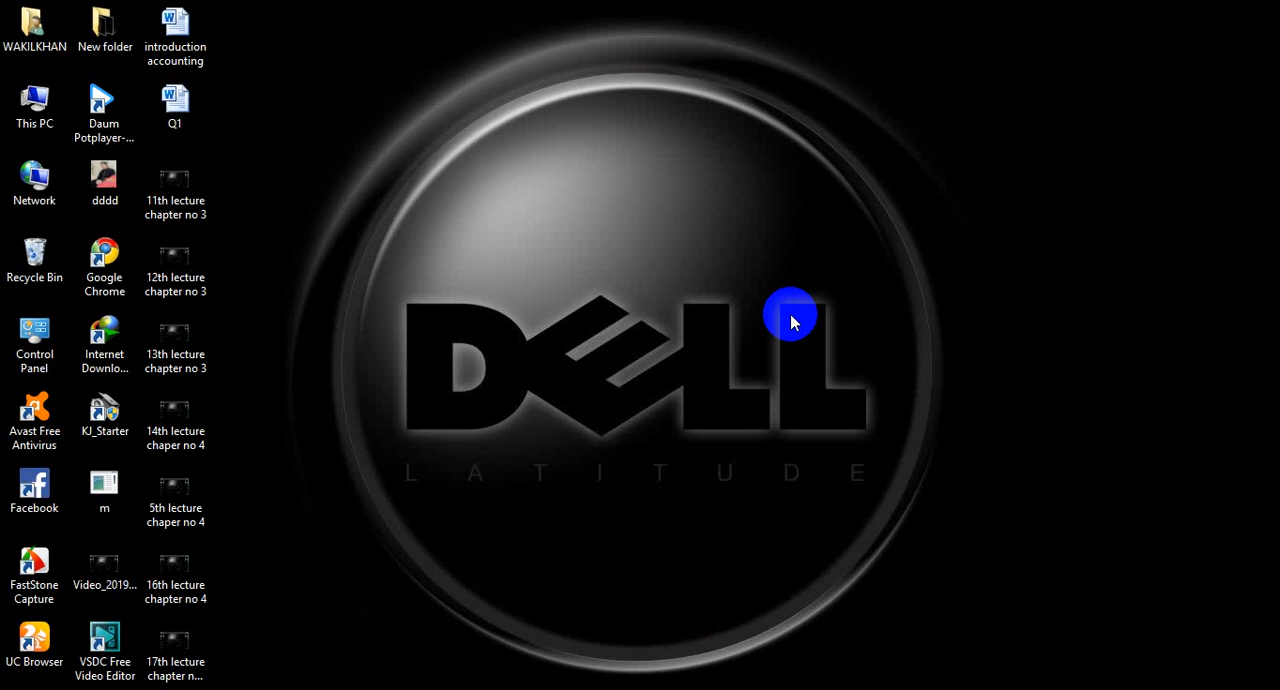 WAKILKHAN
New folder
introduction
accounting
This PC
Daum
Potplayer-...
Q1
Network
dddd
11th lecture
chapter no 3
Recycle Bin
Google
Chrome
12th lecture
chapter no 3
Control
Panel
Internet
Downlo...
13th lecture
chapter no 3
Avast Free
Antivirus
KJ_Starter
14th lecture
chaper no 4
Facebook
m
5th lecture
chaper no 4
FastStone
Capture
Video_2019...
16th lecture
chapter no 4
UC Browser
VSDC Free
Video Editor
17th lecture
chapter n...
DELL
LATITUDE